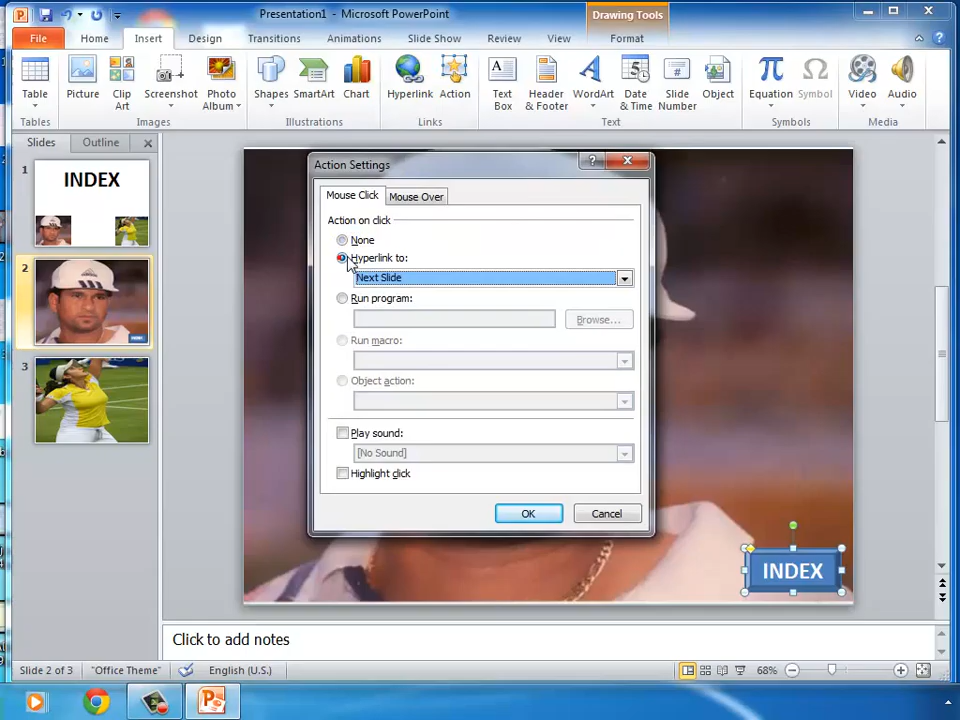 Presentation1 - Microsoft PowerPoint
Drawing Tools
File
Home
Insert
Design
Transitions
Animations
Slide Show
Review
View
Format
Table
Picture
Clip Art
Screenshot
Photo Album
Shapes
SmartArt
Chart
Hyperlink
Action
Text Box
Header & Footer
WordArt
Date & Time
Slide Number
Object
Equation
Symbol
Video
Audio
Tables
Images
Illustrations
Links
Text
Symbols
Media
Slides
Outline
1
INDEX
2
3
Action Settings
Mouse Click
Mouse Over
Action on click
None
Hyperlink to:
Next Slide
Run program:
Browse...
Run macro:
Object action:
Play sound:
[No Sound]
Highlight click
OK
Cancel
INDEX
Click to add notes
Slide 2 of 3
"Office Theme"
English (U.S.)
68%